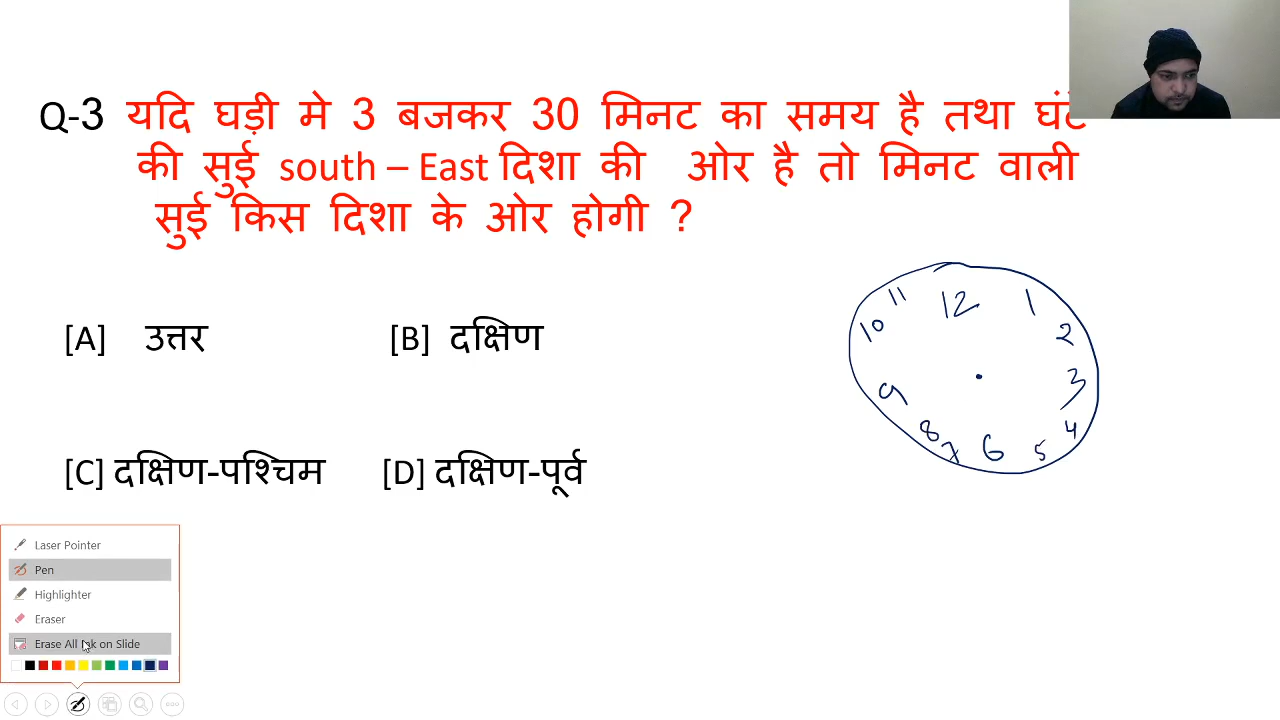 Q-3 यदि घड़ी मे 3 बजकर 30 मिनट का समय है तथा घंटे
की सुई south – East दिशा की ओर है तो मिनट वाली
सुई किस दिशा के ओर होगी ?
[A] उत्तर [B] दक्षिण
[C] दक्षिण-पश्चिम [D] दक्षिण-पूर्व
11 12 1
10 2
9 3
8 4
7 6 5
Laser Pointer
Pen
Highlighter
Eraser
Erase All Ink on Slide